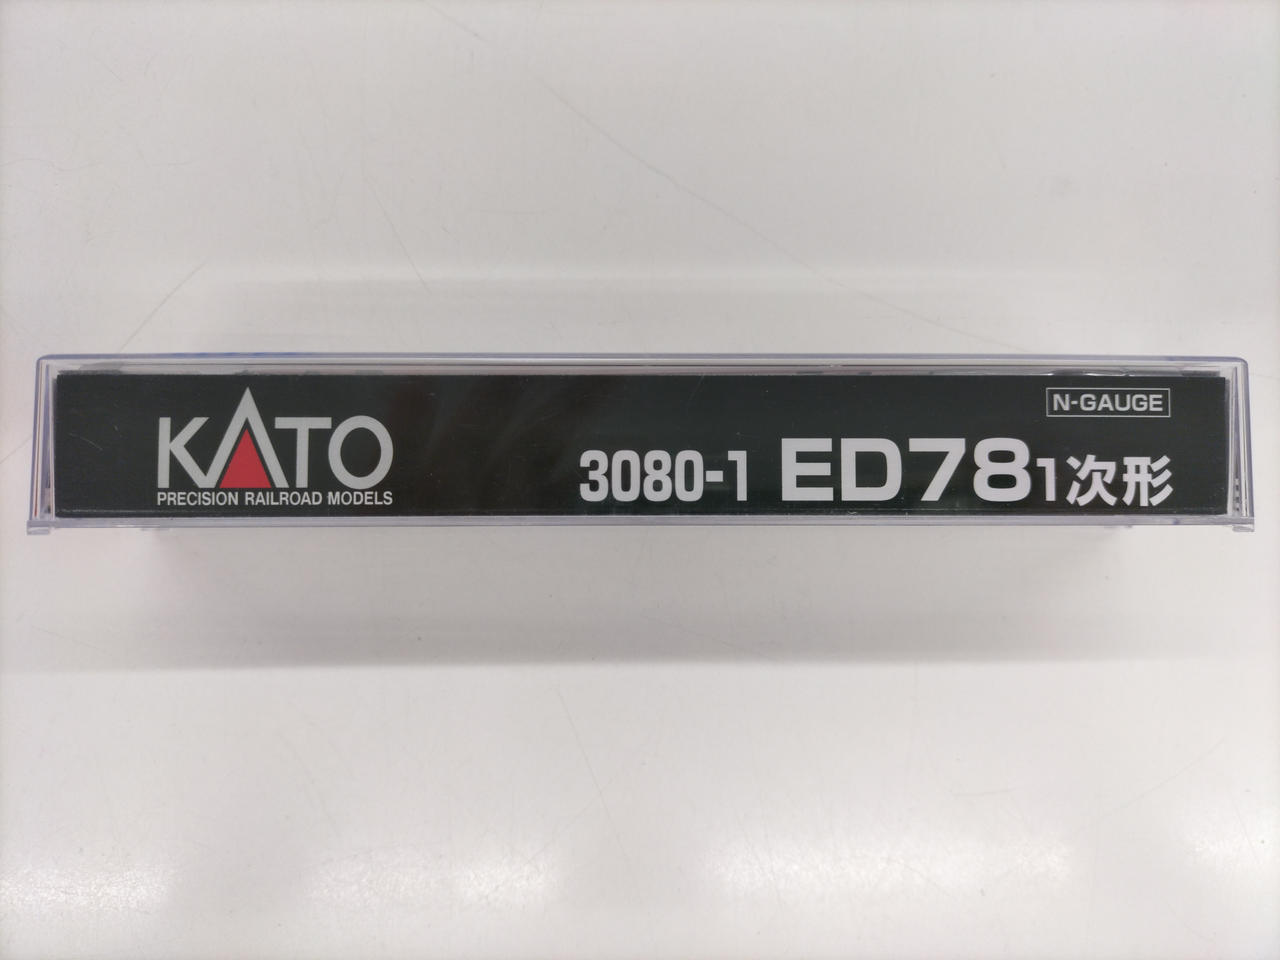 KATO
PRECISION RAILROAD MODELS
N-GAUGE
3080-1 ED78 1次形